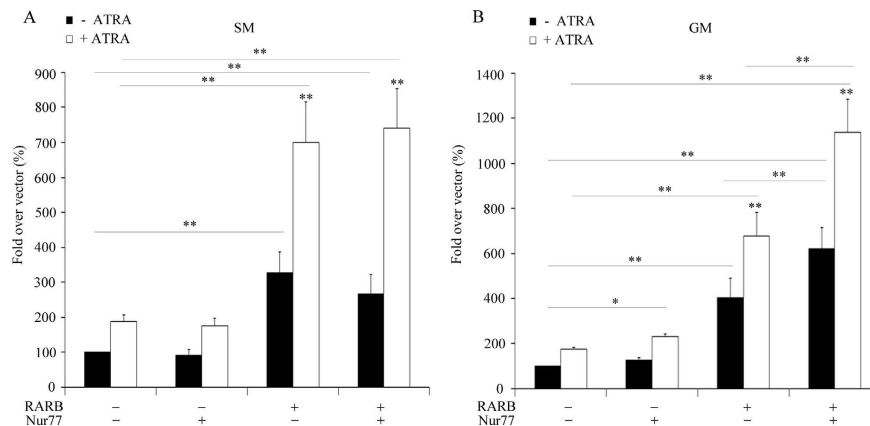 A
SM
- ATRA
+ ATRA
Fold over vector (%)
900
800
700
600
500
400
300
200
100
0
**
**
**
**
**
**
RARB – – + +
Nur77 – + – +
B
GM
- ATRA
+ ATRA
Fold over vector (%)
1400
1200
1000
800
600
400
200
0
**
**
**
**
**
**
**
**
*
RARB – – + +
Nur77 – + – +